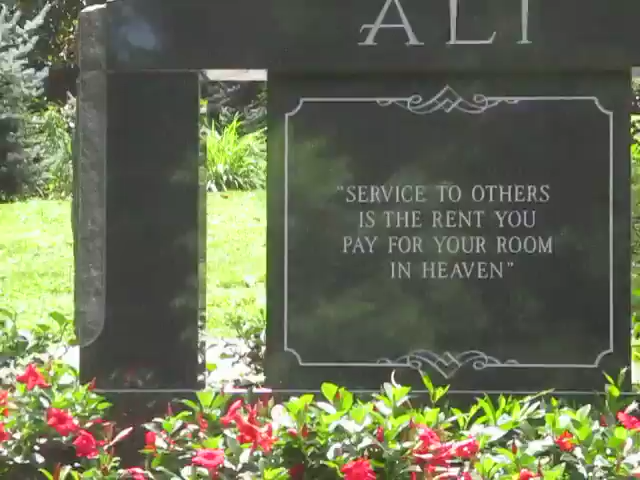 ALI
"SERVICE TO OTHERS
IS THE RENT YOU
PAY FOR YOUR ROOM
IN HEAVEN"